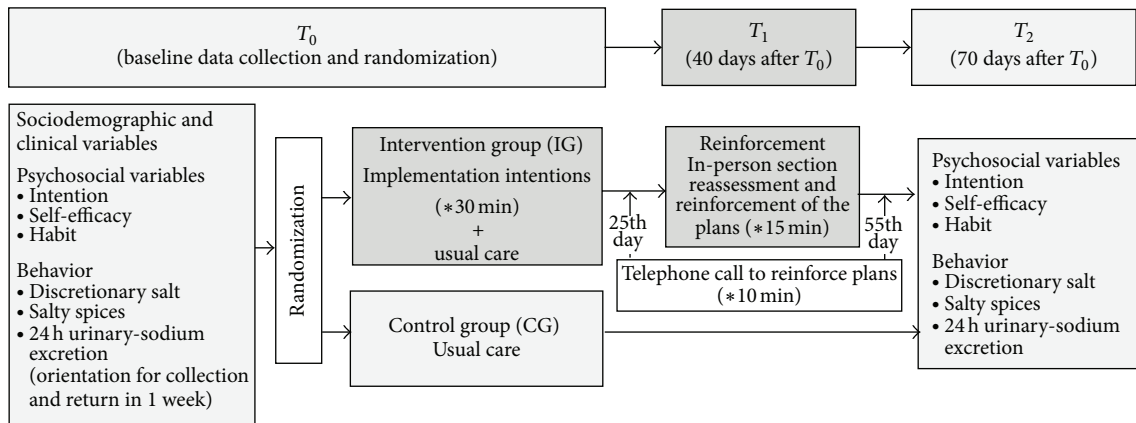 T0
(baseline data collection and randomization)
T1
(40 days after T0)
T2
(70 days after T0)
Sociodemographic and
clinical variables
Psychosocial variables
• Intention
• Self-efficacy
• Habit
Behavior
• Discretionary salt
• Salty spices
• 24 h urinary-sodium
excretion
(orientation for collection
and return in 1 week)
Randomization
Intervention group (IG)
Implementation intentions
(∗30 min)
+
usual care
Control group (CG)
Usual care
25th
day
Reinforcement
In-person section
reassessment and
reinforcement of the
plans (∗15 min)
55th
day
Telephone call to reinforce plans
(∗10 min)
Psychosocial variables
• Intention
• Self-efficacy
• Habit
Behavior
• Discretionary salt
• Salty spices
• 24 h urinary-sodium
excretion